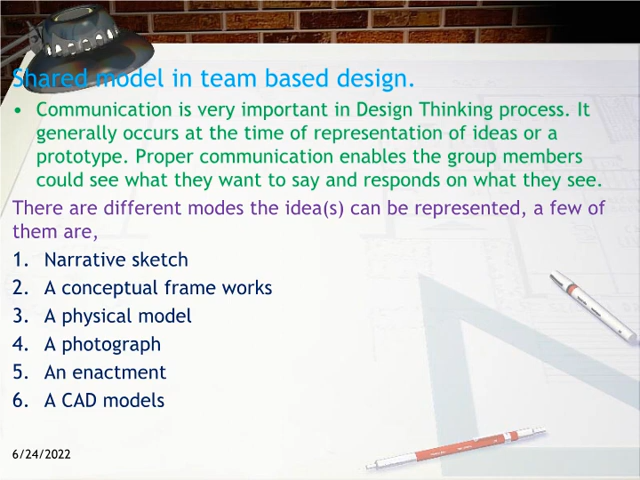 Shared model in team based design.
• Communication is very important in Design Thinking process. It
generally occurs at the time of representation of ideas or a
prototype. Proper communication enables the group members
could see what they want to say and responds on what they see.
There are different modes the idea(s) can be represented, a few of
them are,
1. Narrative sketch
2. A conceptual frame works
3. A physical model
4. A photograph
5. An enactment
6. A CAD models
6/24/2022